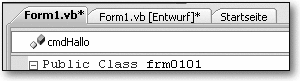 Form1.vb* Form1.vb [Entwurf]* Startseite
cmdHallo
Public Class frm0101